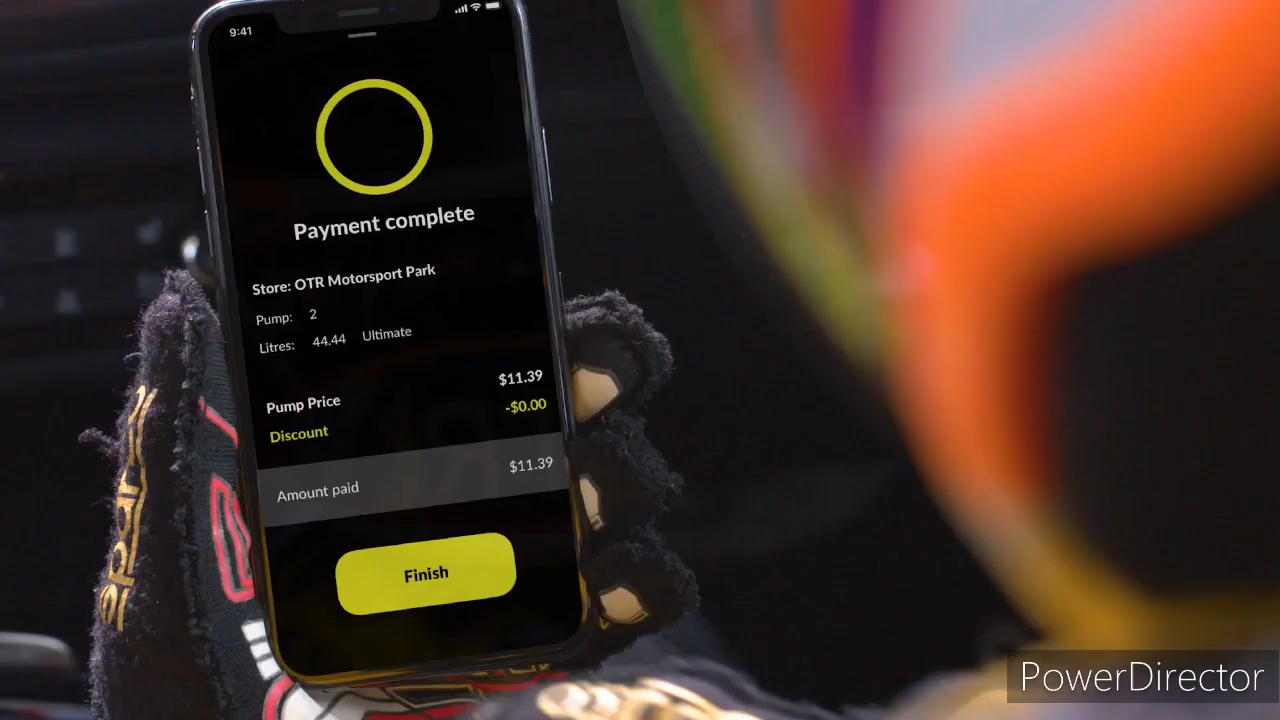 9:41
Payment complete
Store: OTR Motorsport Park
Pump: 2
Litres: 44.44 Ultimate
Pump Price $11.39
Discount -$0.00
Amount paid $11.39
Finish
PowerDirector